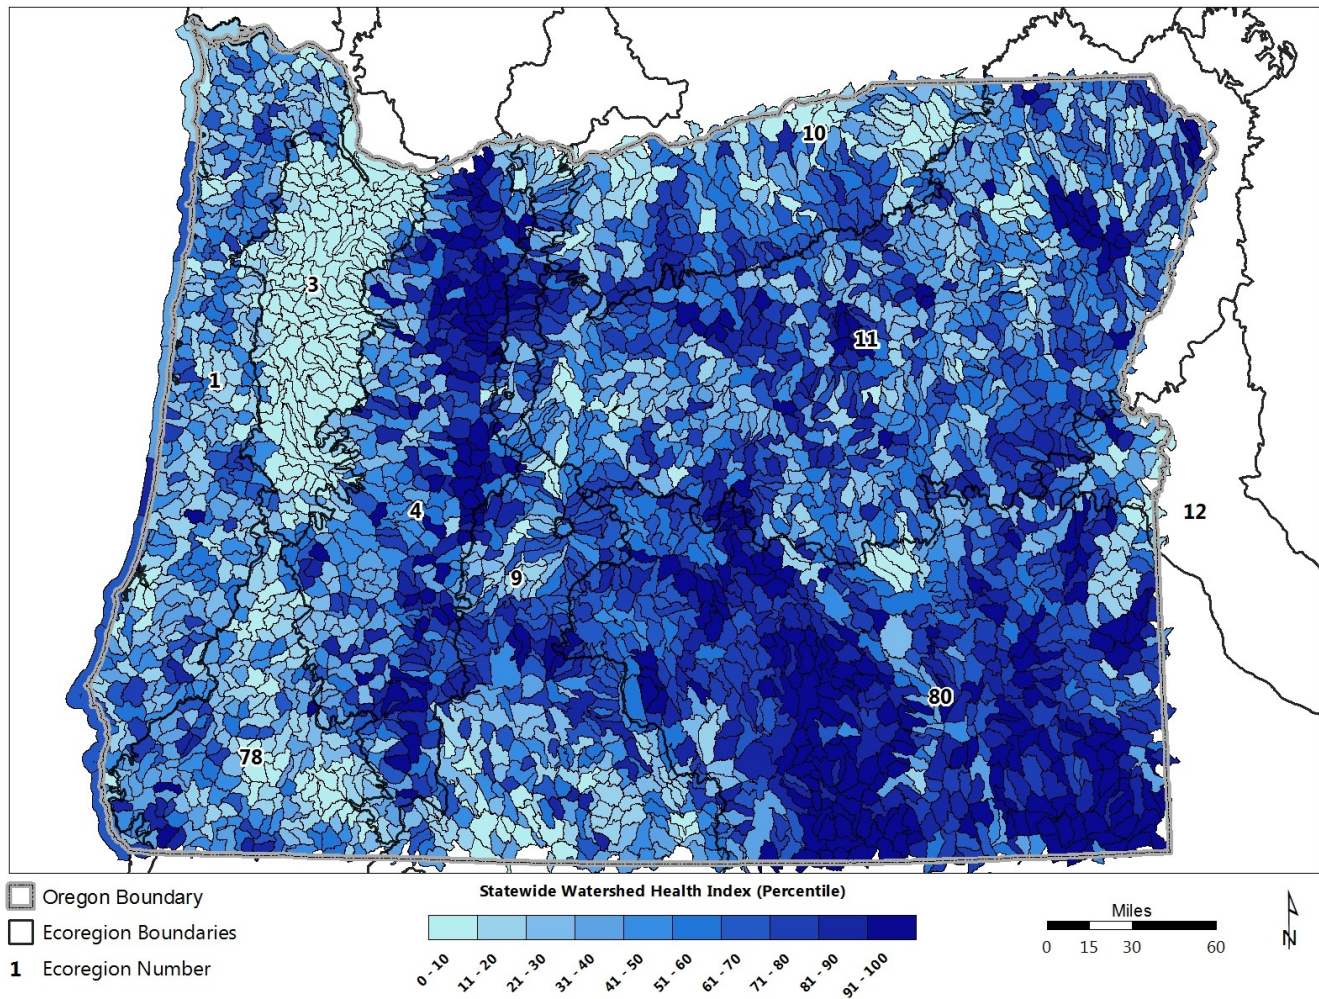 10
3
11
1
4
12
9
80
78
Oregon Boundary
Ecoregion Boundaries
1 Ecoregion Number
Statewide Watershed Health Index (Percentile)
0 - 10
11 - 20
21 - 30
31 - 40
41 - 50
51 - 60
61 - 70
71 - 80
81 - 90
91 - 100
Miles
0 15 30 60
N